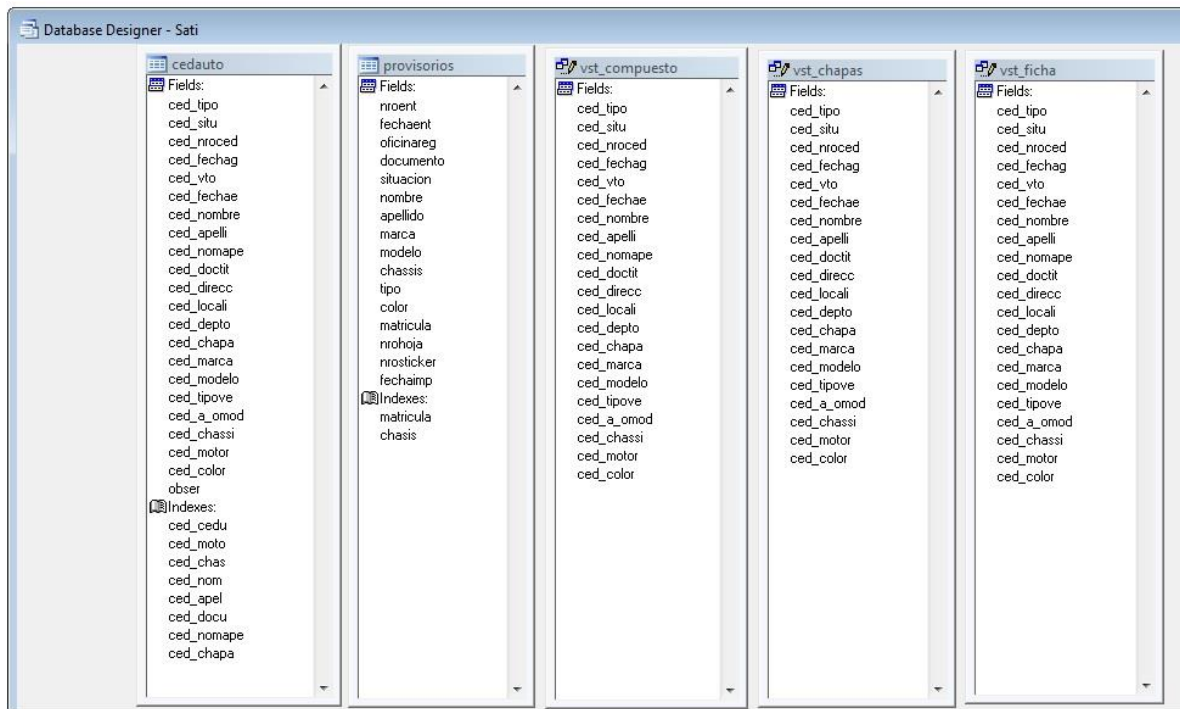 Database Designer - Sati
cedauto
Fields:
ced_tipo
ced_situ
ced_nroced
ced_fechag
ced_vto
ced_fechae
ced_nombre
ced_apelli
ced_nomape
ced_doctit
ced_direcc
ced_locali
ced_depto
ced_chapa
ced_marca
ced_modelo
ced_tipove
ced_a_omod
ced_chassi
ced_motor
ced_color
obser
Indexes:
ced_cedu
ced_moto
ced_chas
ced_nom
ced_apel
ced_docu
ced_nomape
ced_chapa
provisorios
Fields:
nroent
fechaent
oficinareg
documento
situacion
nombre
apellido
marca
modelo
chassis
tipo
color
matricula
nrohoja
nrosticker
fechaimp
Indexes:
matricula
chasis
vst_compuesto
Fields:
ced_tipo
ced_situ
ced_nroced
ced_fechag
ced_vto
ced_fechae
ced_nombre
ced_apelli
ced_nomape
ced_doctit
ced_direcc
ced_locali
ced_depto
ced_chapa
ced_marca
ced_modelo
ced_tipove
ced_a_omod
ced_chassi
ced_motor
ced_color
vst_chapas
Fields:
ced_tipo
ced_situ
ced_nroced
ced_fechag
ced_vto
ced_fechae
ced_nombre
ced_apelli
ced_doctit
ced_direcc
ced_locali
ced_depto
ced_chapa
ced_marca
ced_modelo
ced_tipove
ced_a_omod
ced_chassi
ced_motor
ced_color
vst_ficha
Fields:
ced_tipo
ced_situ
ced_nroced
ced_fechag
ced_vto
ced_fechae
ced_nombre
ced_apelli
ced_nomape
ced_doctit
ced_direcc
ced_locali
ced_depto
ced_chapa
ced_marca
ced_modelo
ced_tipove
ced_a_omod
ced_chassi
ced_motor
ced_color